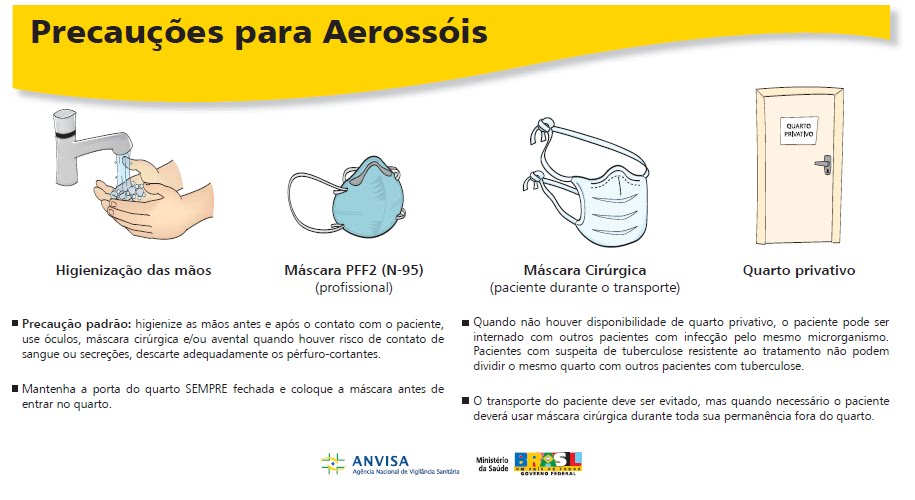 Precauções para Aerossóis
QUARTO
PRIVATIVO
Higienização das mãos
Máscara PFF2 (N-95)
(profissional)
Máscara Cirúrgica
(paciente durante o transporte)
Quarto privativo
■ Precaução padrão: higienize as mãos antes e após o contato com o paciente,
use óculos, máscara cirúrgica e/ou avental quando houver risco de contato de
sangue ou secreções, descarte adequadamente os pérfuro-cortantes.
■ Mantenha a porta do quarto SEMPRE fechada e coloque a máscara antes de
entrar no quarto.
■ Quando não houver disponibilidade de quarto privativo, o paciente pode ser
internado com outros pacientes com infecção pelo mesmo microrganismo.
Pacientes com suspeita de tuberculose resistente ao tratamento não podem
dividir o mesmo quarto com outros pacientes com tuberculose.
■ O transporte do paciente deve ser evitado, mas quando necessário o paciente
deverá usar máscara cirúrgica durante toda sua permanência fora do quarto.
ANVISA
Agência Nacional de Vigilância Sanitária
Ministério
da Saúde
BRASIL
UM PAÍS DE TODOS
GOVERNO FEDERAL